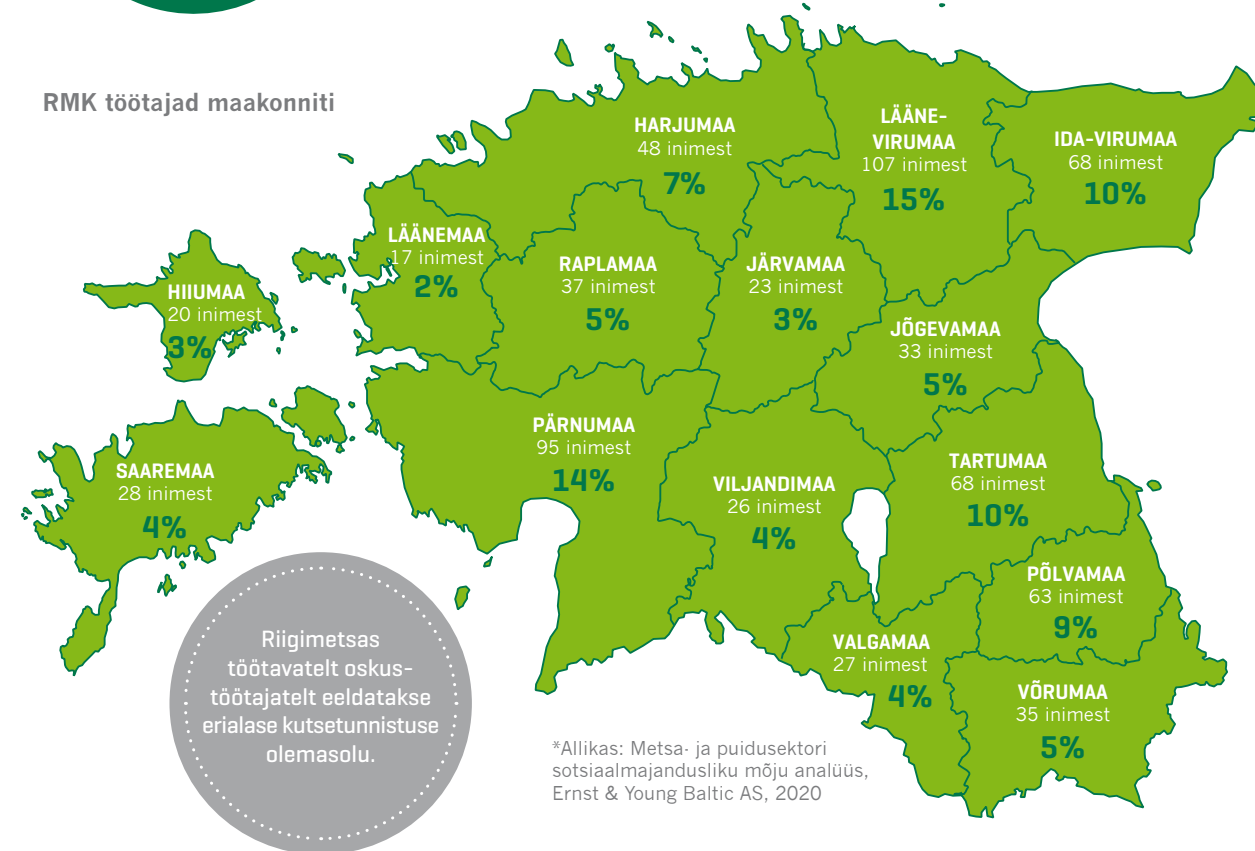 RMK töötajad maakonniti
HARJUMAA
48 inimest
7%
LÄÄNE-
VIRUMAA
107 inimest
15%
IDA-VIRUMAA
68 inimest
10%
LÄÄNEMAA
17 inimest
2%
RAPLAMAA
37 inimest
5%
JÄRVAMAA
23 inimest
3%
HIIUMAA
20 inimest
3%
JÕGEVAMAA
33 inimest
5%
PÄRNUMAA
95 inimest
14%
SAAREMAA
28 inimest
4%
VILJANDIMAA
26 inimest
4%
TARTUMAA
68 inimest
10%
PÕLVAMAA
63 inimest
9%
VALGAMAA
27 inimest
4%
VÕRUMAA
35 inimest
5%
Riigimetsas
töötavatelt oskus-
töötajatelt eeldatakse
erialase kutsetunnistuse
olemasolu.
*Allikas: Metsa- ja puidusektori
sotsiaalmajandusliku mõju analüüs,
Ernst & Young Baltic AS, 2020